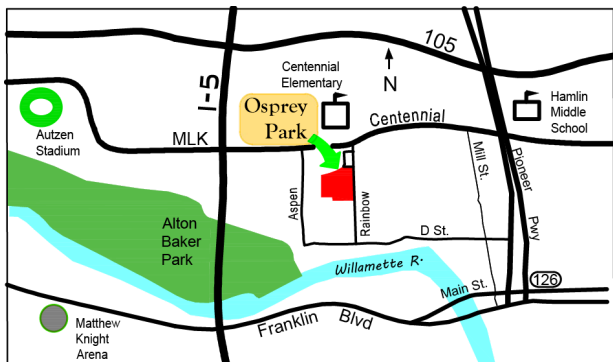 105
I-5
Centennial
Elementary
N
Hamlin
Middle
School
Osprey
Park
Centennial
Autzen
Stadium
MLK
Mill St.
Pioneer
Pwy
Aspen
Rainbow
D St.
Alton
Baker
Park
Willamette R.
Main St.
126
Franklin Blvd
Matthew
Knight
Arena